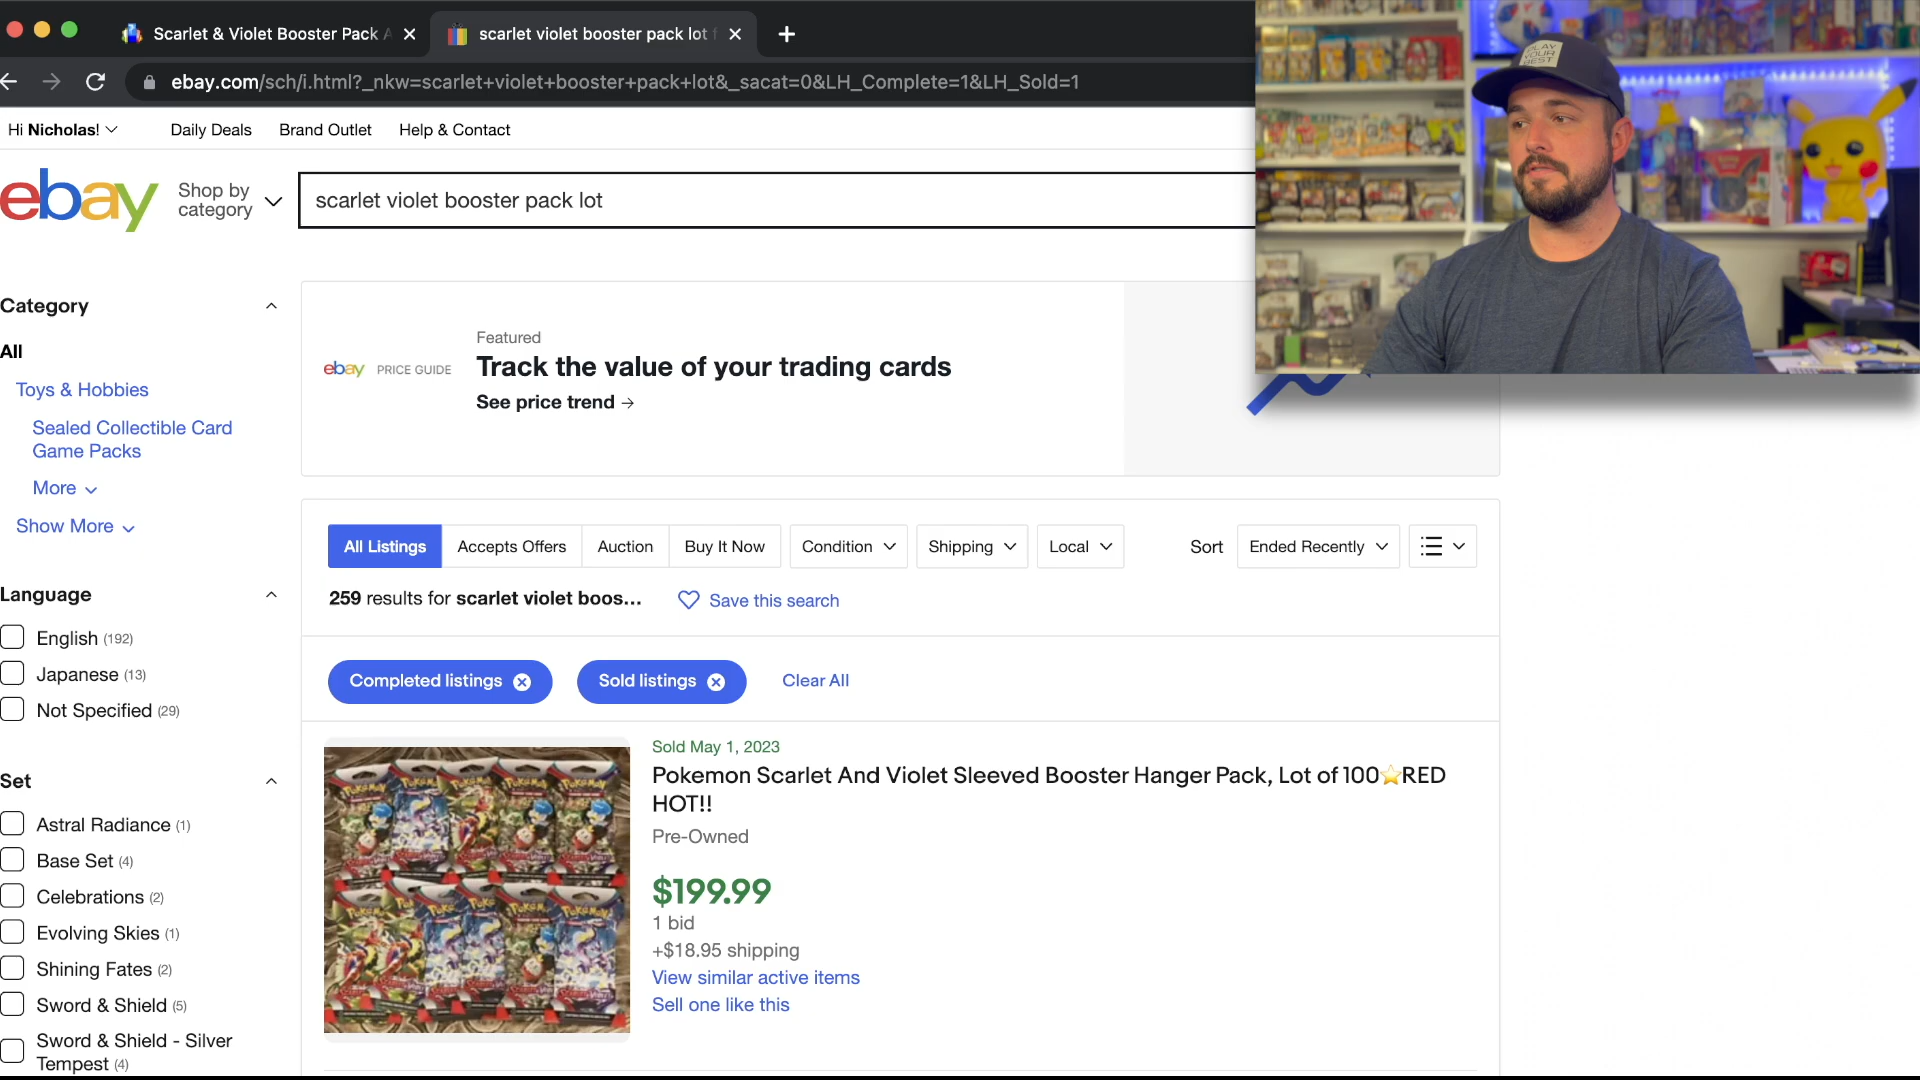 Scarlet & Violet Booster Pack
scarlet violet booster pack lot
ebay.com/sch/i.html?_nkw=scarlet+violet+booster+pack+lot&_sacat=0&LH_Complete=1&LH_Sold=1
Hi Nicholas!
Daily Deals
Brand Outlet
Help & Contact
ebay
Shop by
category
scarlet violet booster pack lot
PLAY
YOUR
BEST
Category
All
Toys & Hobbies
Sealed Collectible Card
Game Packs
More
Show More
Featured
ebay PRICE GUIDE
Track the value of your trading cards
See price trend →
All Listings
Accepts Offers
Auction
Buy It Now
Condition
Shipping
Local
Sort
Ended Recently
259 results for scarlet violet boos...
Save this search
Completed listings
Sold listings
Clear All
Language
English (192)
Japanese (13)
Not Specified (29)
Set
Astral Radiance (1)
Base Set (4)
Celebrations (2)
Evolving Skies (1)
Shining Fates (2)
Sword & Shield (5)
Sword & Shield - Silver
Tempest (4)
Sold May 1, 2023
Pokemon Scarlet And Violet Sleeved Booster Hanger Pack, Lot of 100⭐RED
HOT!!
Pre-Owned
$199.99
1 bid
+$18.95 shipping
View similar active items
Sell one like this